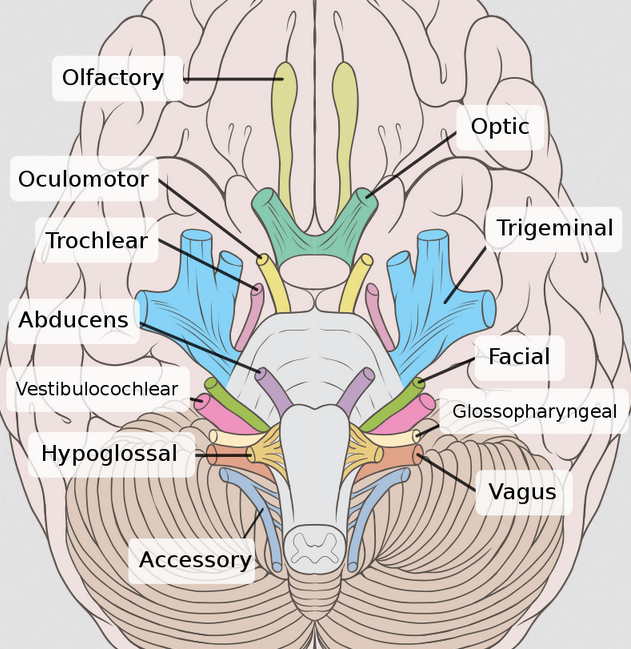 Olfactory
Optic
Oculomotor
Trigeminal
Trochlear
Abducens
Facial
Vestibulocochlear
Glossopharyngeal
Hypoglossal
Vagus
Accessory